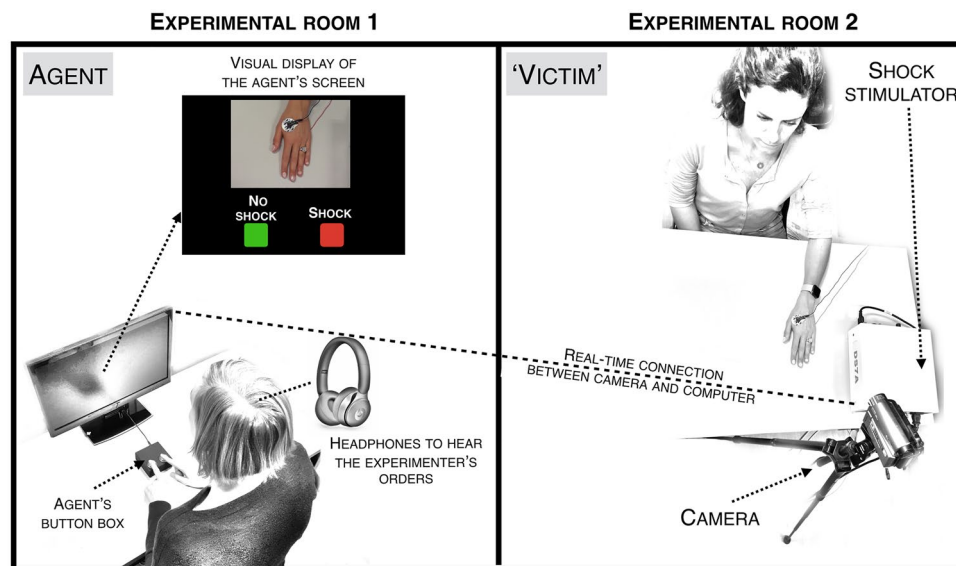 EXPERIMENTAL ROOM 1
EXPERIMENTAL ROOM 2
AGENT
VISUAL DISPLAY OF
THE AGENT'S SCREEN
NO
SHOCK
SHOCK
HEADPHONES TO HEAR
THE EXPERIMENTER'S
ORDERS
AGENT'S
BUTTON BOX
'VICTIM'
SHOCK
STIMULATOR
DS7A
REAL-TIME CONNECTION
BETWEEN CAMERA AND COMPUTER
CAMERA